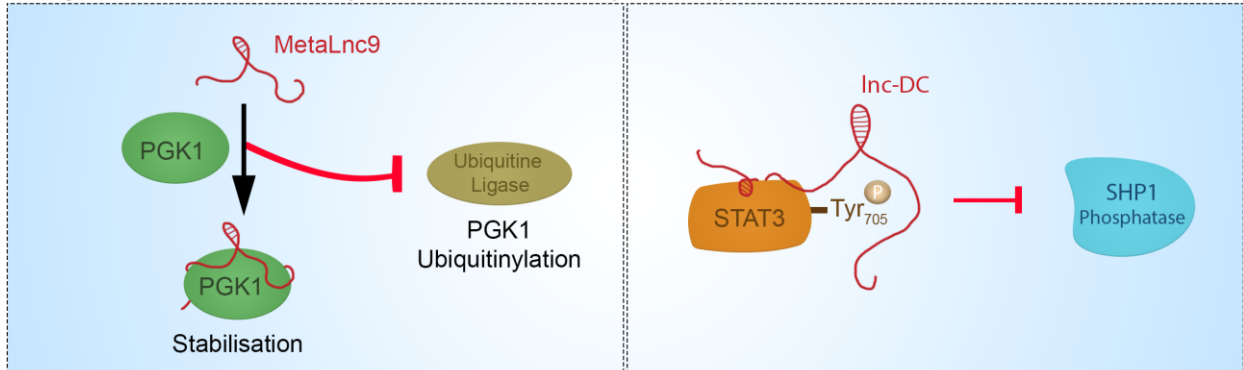 MetaLnc9
PGK1
Ubiquitine
Ligase
PGK1
Ubiquitinylation
PGK1
Stabilisation
lnc-DC
STAT3
Tyr705
P
SHP1
Phosphatase